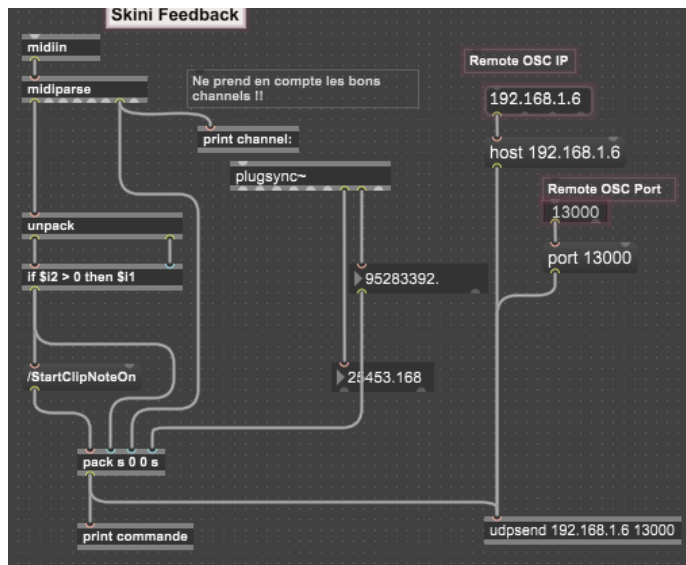 Skini Feedback
midiin
midiparse
Ne prend en compte les bons
channels !!
print channel:
plugsync~
Remote OSC IP
192.168.1.6
host 192.168.1.6
Remote OSC Port
13000
port 13000
unpack
if $i2 > 0 then $i1
95283392.
25453.168
/StartClipNoteOn
pack s 0 0 s
print commande
udpsend 192.168.1.6 13000